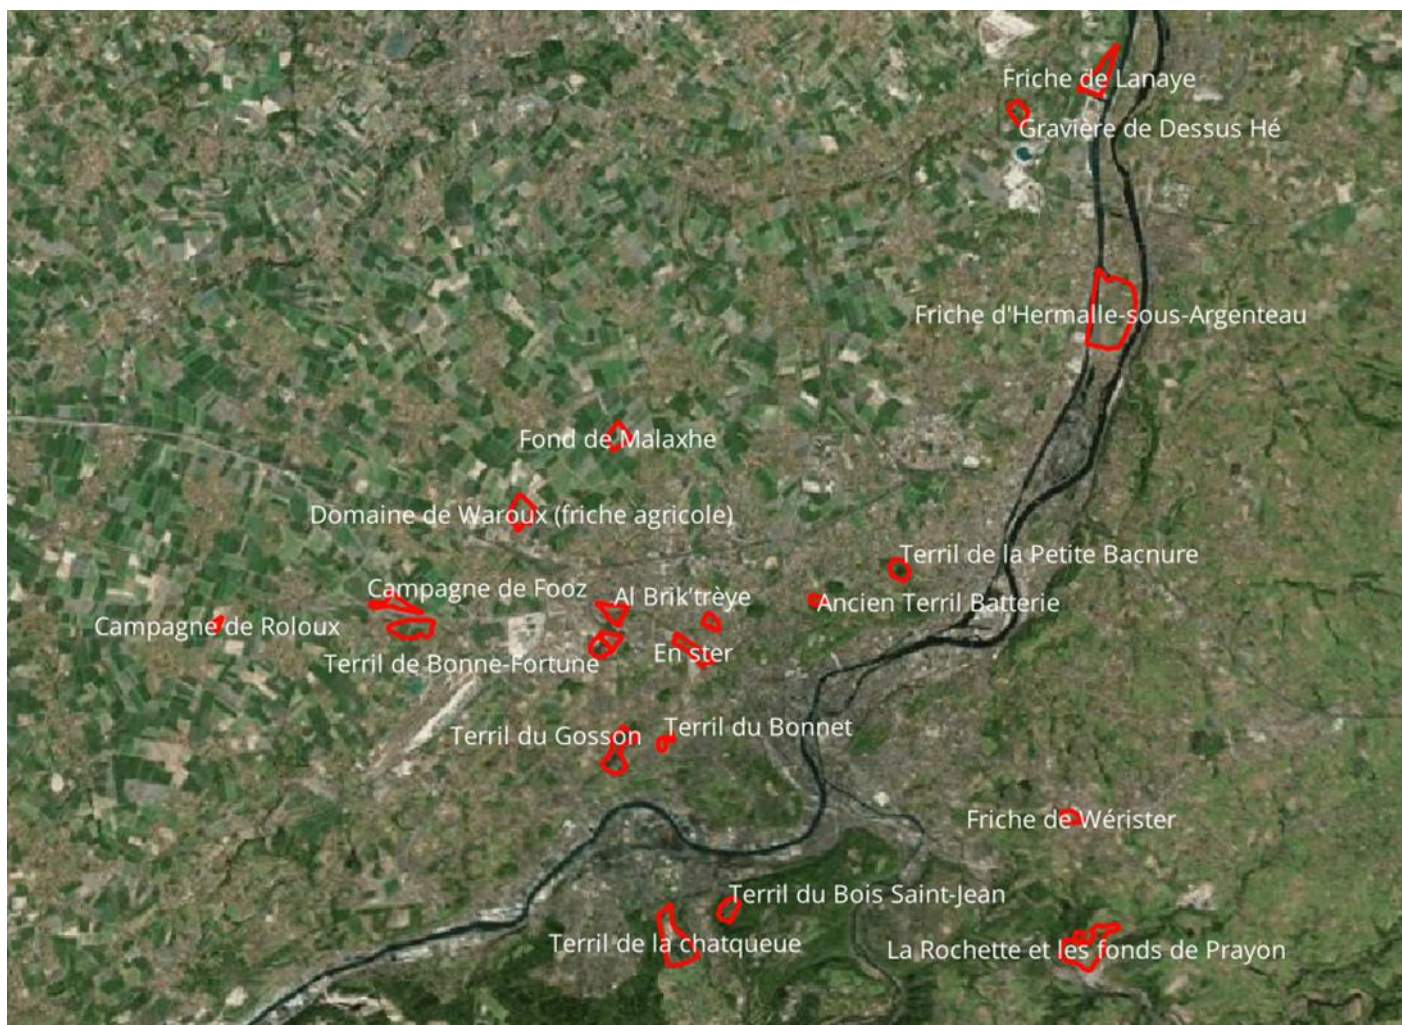 Friche de Lanaye
Gravière de Dessus Hé
Friche d'Hermalle-sous-Argenteau
Fond de Malaxhe
Domaine de Waroux (friche agricole)
Terril de la Petite Bacnure
Campagne de Fooz
Al Brik'trèye
Ancien Terril Batterie
Campagne de Roloux
En ster
Terril de Bonne-Fortune
Terril du Bonnet
Terril du Gosson
Friche de Wérister
Terril du Bois Saint-Jean
Terril de la chatqueue
La Rochette et les fonds de Prayon